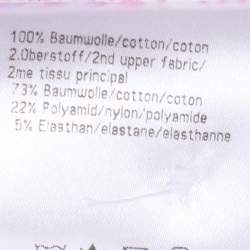 100% Baumwolle/cotton/coton
2.Oberstoff/2nd upper fabric/
2me tissu principal
73% Baumwolle/cotton/coton
22% Polyamid/nylon/polyamide
5% Elasthan/elastane/elasthanne